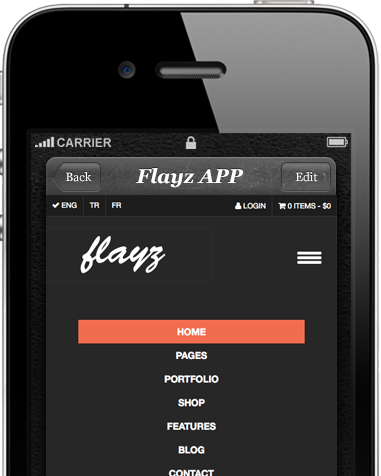 CARRIER
Back Flayz APP Edit
ENG TR FR LOGIN 0 ITEMS - $0
flayz
HOME
PAGES
PORTFOLIO
SHOP
FEATURES
BLOG
CONTACT